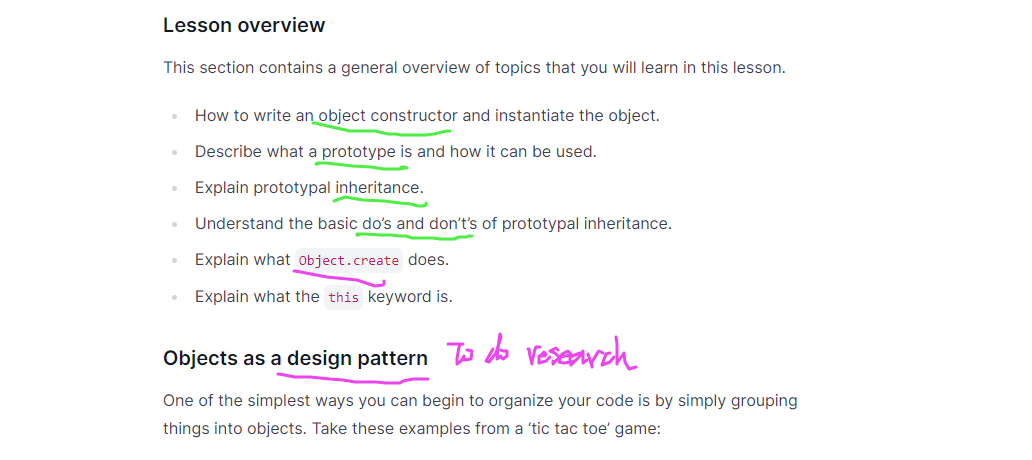 Lesson overview
This section contains a general overview of topics that you will learn in this lesson.
How to write an object constructor and instantiate the object.
Describe what a prototype is and how it can be used.
Explain prototypal inheritance.
Understand the basic do’s and don’t’s of prototypal inheritance.
Explain what Object.create does.
Explain what the this keyword is.
Objects as a design pattern To do research
One of the simplest ways you can begin to organize your code is by simply grouping
things into objects. Take these examples from a ‘tic tac toe’ game: